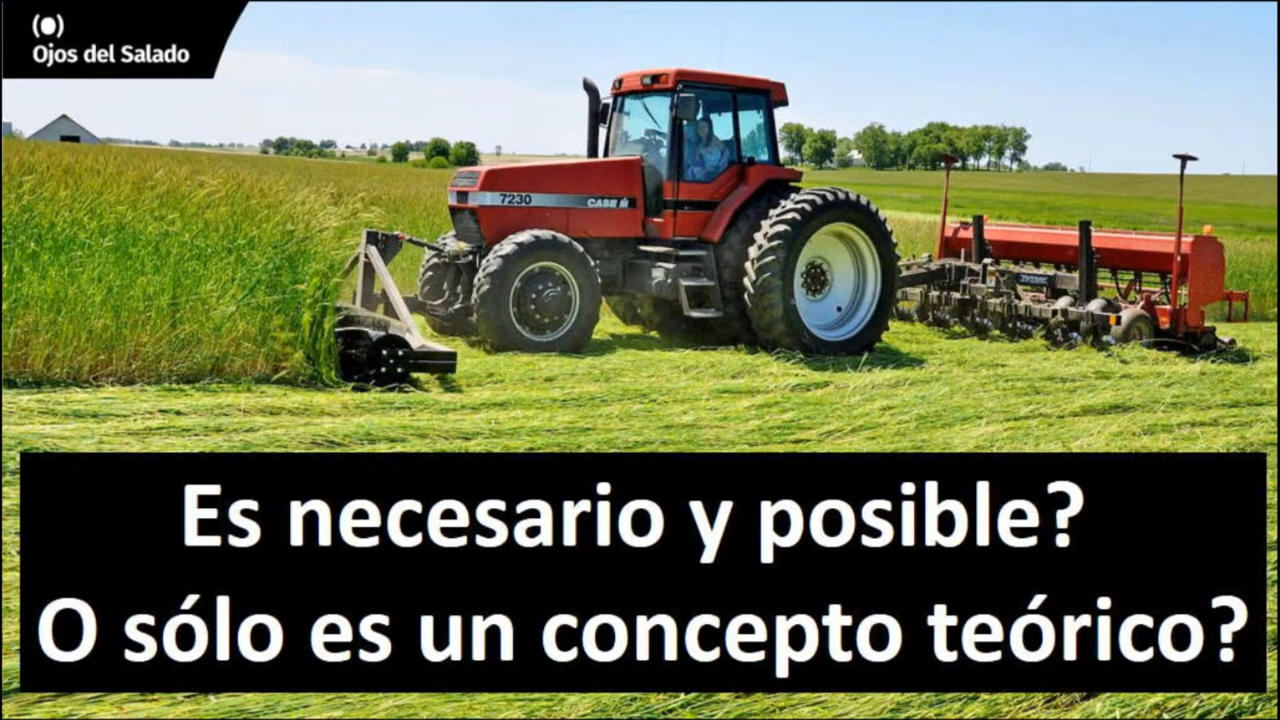 Ojos del Salado
7230
CASE IH
Es necesario y posible?
O sólo es un concepto teórico?